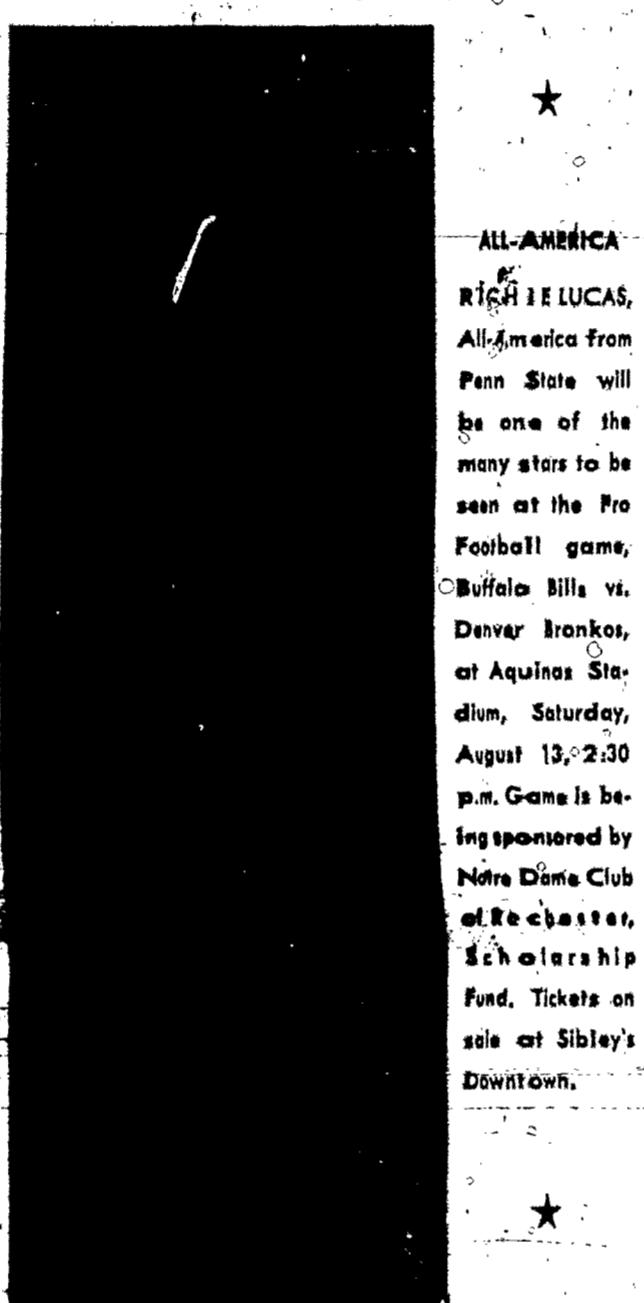 ALL-AMERICA
RICHIE LUCAS,
All-America from
Penn State will
be one of the
many stars to be
seen at the Pro
Football game,
Buffalo Bills vs.
Denver Bronkos,
at Aquinas Sta-
dium, Saturday,
August 13, 2:30
p.m. Game is be-
ing sponsored by
Notre Dame Club
of Rochester,
Scholarship
Fund. Tickets on
sale at Sibley's
Downtown.